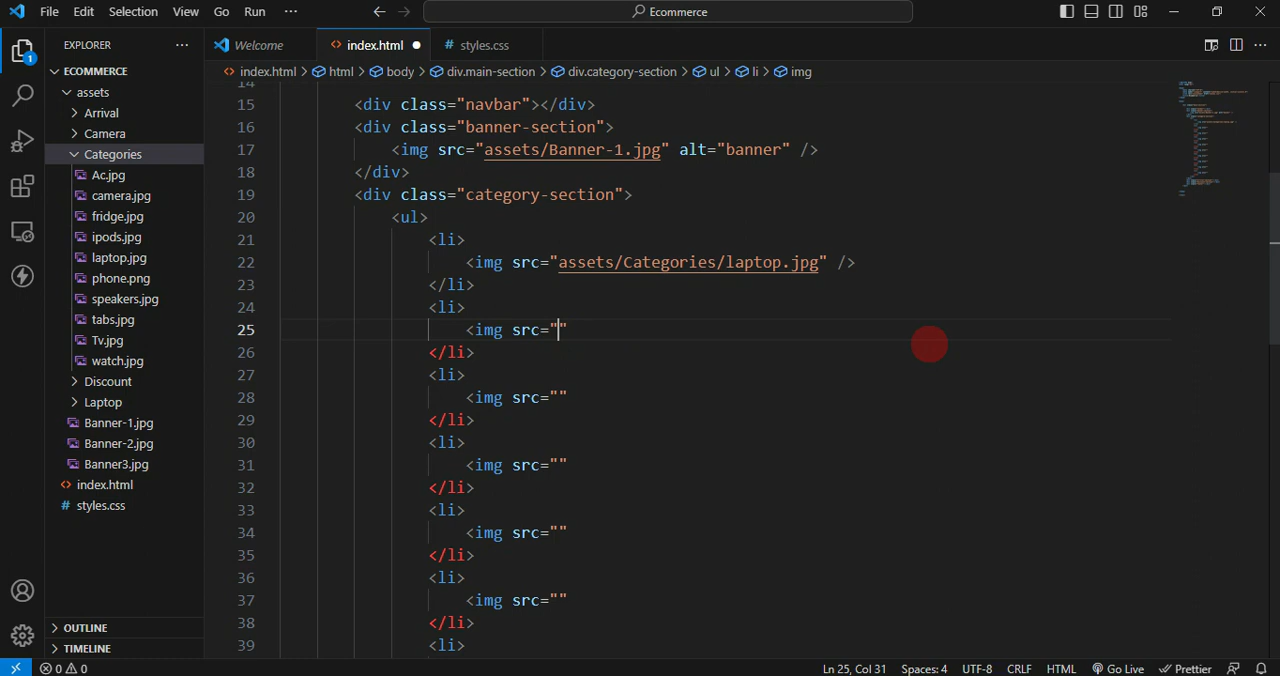 File Edit Selection View Go Run ··· Ecommerce
EXPLORER ···
ECOMMERCE
assets
Arrival
Camera
Categories
Ac.jpg
camera.jpg
fridge.jpg
ipods.jpg
laptop.jpg
phone.png
speakers.jpg
tabs.jpg
Tv.jpg
watch.jpg
Discount
Laptop
Banner-1.jpg
Banner-2.jpg
Banner3.jpg
<> index.html
# styles.css
OUTLINE
TIMELINE
Welcome <> index.html # styles.css
<> index.html > html > body > div.main-section > div.category-section > ul > li > img
14
15 <div class="navbar"></div>
16 <div class="banner-section">
17 <img src="assets/Banner-1.jpg" alt="banner" />
18 </div>
19 <div class="category-section">
20 <ul>
21 <li>
22 <img src="assets/Categories/laptop.jpg" />
23 </li>
24 <li>
25 <img src=""
26 </li>
27 <li>
28 <img src=""
29 </li>
30 <li>
31 <img src=""
32 </li>
33 <li>
34 <img src=""
35 </li>
36 <li>
37 <img src=""
38 </li>
39 <li>
1
0 0 Ln 25, Col 31 Spaces: 4 UTF-8 CRLF HTML Go Live Prettier